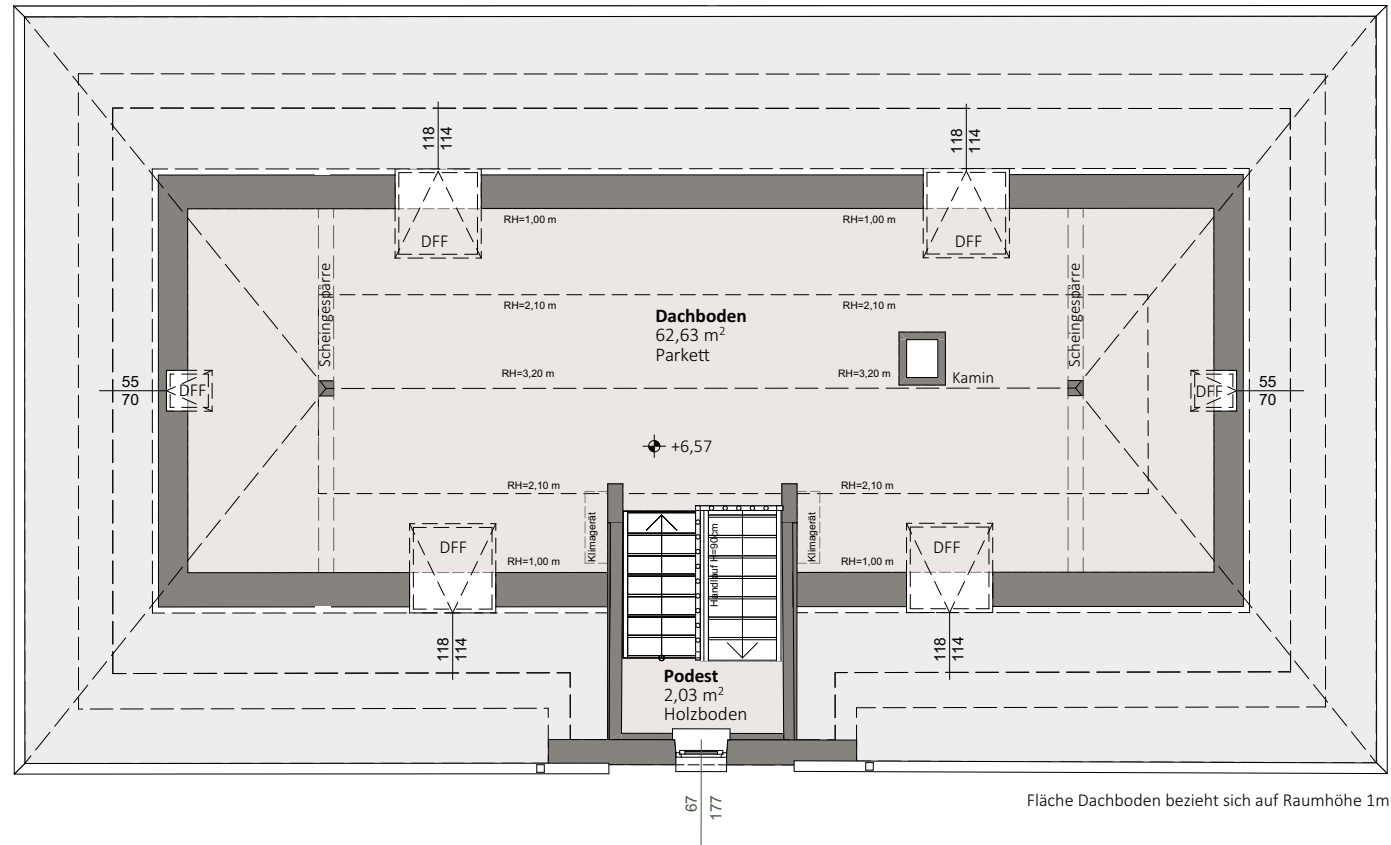 118
114
118
114
DFF
RH=1,00 m
RH=1,00 m
DFF
Scheingespärre
Scheingespärre
RH=2,10 m
RH=2,10 m
Dachboden
62,63 m²
Parkett
RH=3,20 m
RH=3,20 m
Kamin
55
70
DFF
DFF
55
70
+6,57
RH=2,10 m
RH=2,10 m
Klimagerät
Handlauf H=90cm
Klimagerät
DFF
DFF
RH=1,00 m
RH=1,00 m
118
114
118
114
Podest
2,03 m²
Holzboden
67
177
Fläche Dachboden bezieht sich auf Raumhöhe 1m